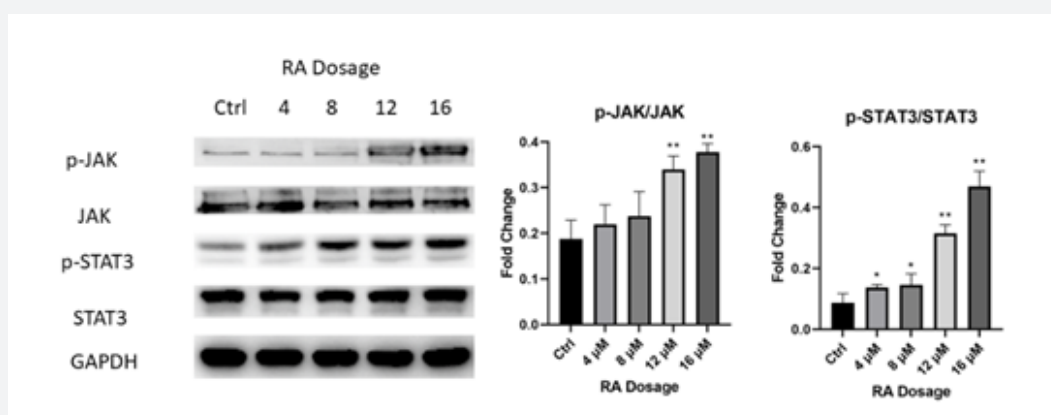 RA Dosage
Ctrl 4 8 12 16
p-JAK
JAK
p-STAT3
STAT3
GAPDH
p-JAK/JAK
Fold Change
0.4
0.3
0.2
0.1
0.0
**
**
Ctrl
4 µM
8 µM
12 µM
16 µM
RA Dosage
p-STAT3/STAT3
Fold Change
0.6
0.4
0.2
0.0
*
*
**
**
Ctrl
4 µM
8 µM
12 µM
16 µM
RA Dosage